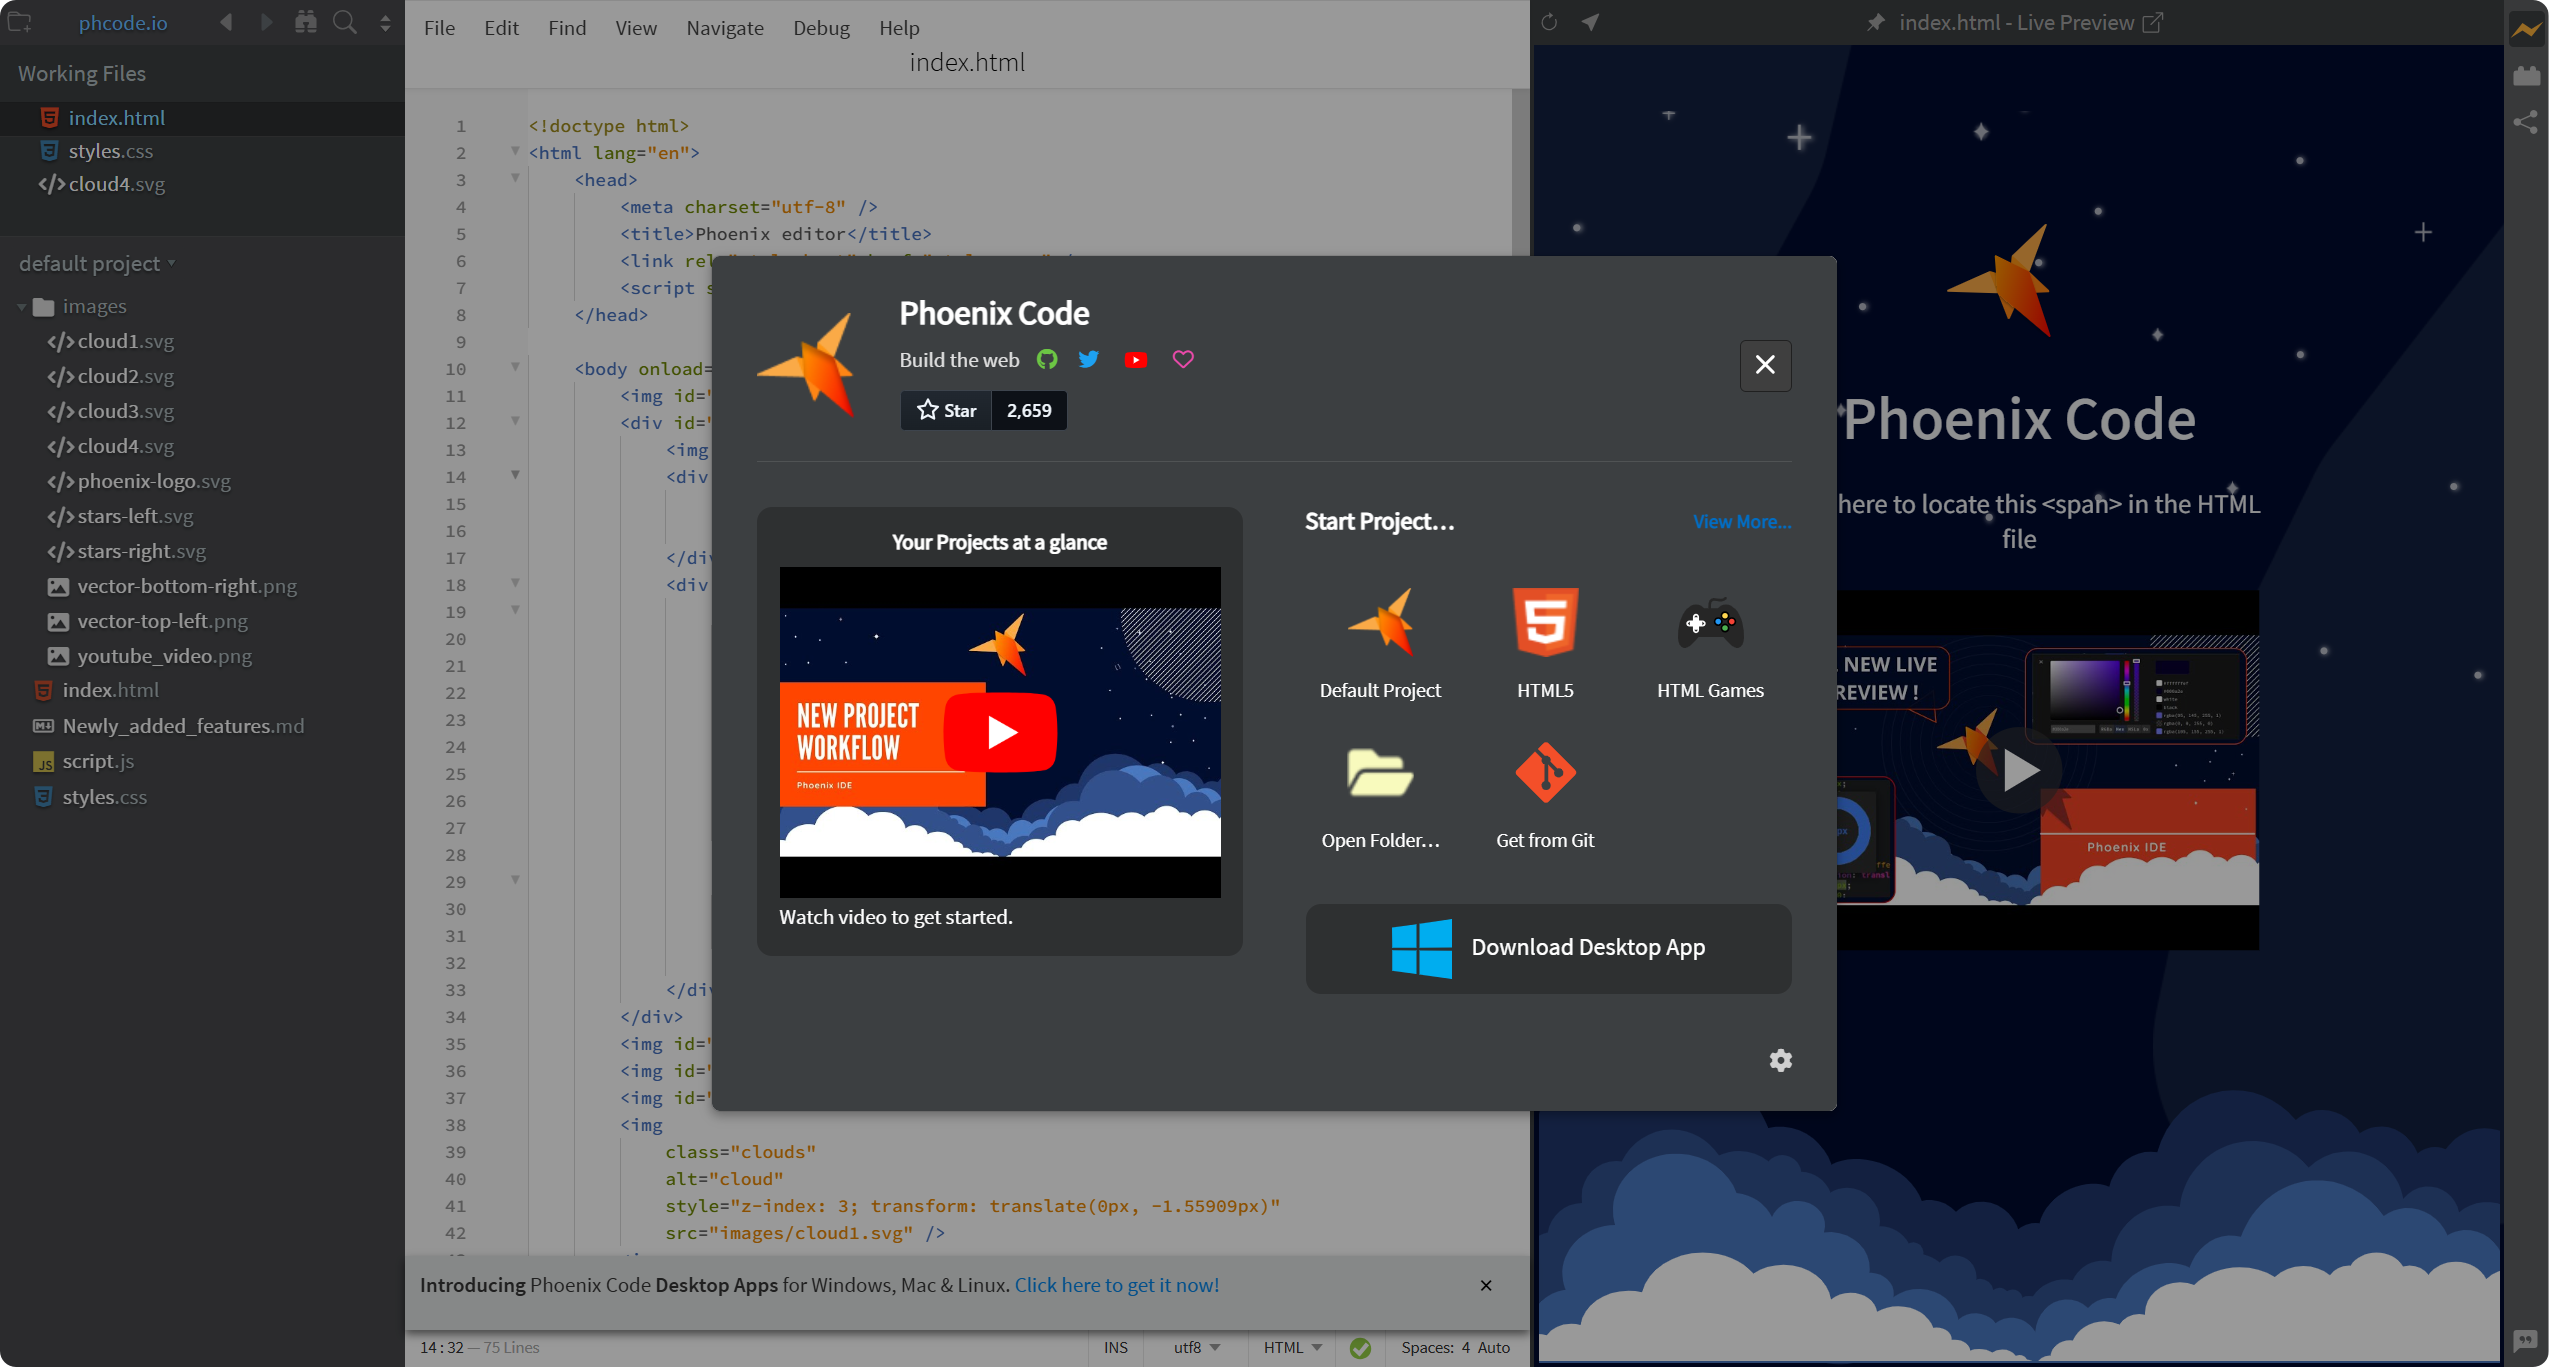 phcode.io
Working Files
index.html
styles.css
cloud4.svg
default project
images
cloud1.svg
cloud2.svg
cloud3.svg
cloud4.svg
phoenix-logo.svg
stars-left.svg
stars-right.svg
vector-bottom-right.png
vector-top-left.png
youtube_video.png
index.html
Newly_added_features.md
script.js
styles.css
File Edit Find View Navigate Debug Help
index.html
1 <!doctype html>
2 <html lang="en">
3 <head>
4 <meta charset="utf-8" />
5 <title>Phoenix editor</title>
6 <link rel
7 <script s
8 </head>
9
10 <body onload=
11 <img id="
12 <div id="
13 <img
14 <div
15
16
17 </div
18 <div
19
20
21
22
23
24
25
26
27
28
29
30
31
32
33 </div
34 </div>
35 <img id="
36 <img id="
37 <img id="
38 <img
39 class="clouds"
40 alt="cloud"
41 style="z-index: 3; transform: translate(0px, -1.55909px)"
42 src="images/cloud1.svg" />
Introducing Phoenix Code Desktop Apps for Windows, Mac & Linux. Click here to get it now!
14 : 32 — 75 Lines
INS utf8 HTML Spaces: 4 Auto
Phoenix Code
Build the web
Star 2,659
Your Projects at a glance
NEW PROJECT
WORKFLOW
Phoenix IDE
Watch video to get started.
Start Project... View More...
Default Project
HTML5
HTML Games
Open Folder...
Get from Git
Download Desktop App
index.html - Live Preview
Phoenix Code
here to locate this <span> in the HTML
file
NEW LIVE
REVIEW !
Phoenix IDE